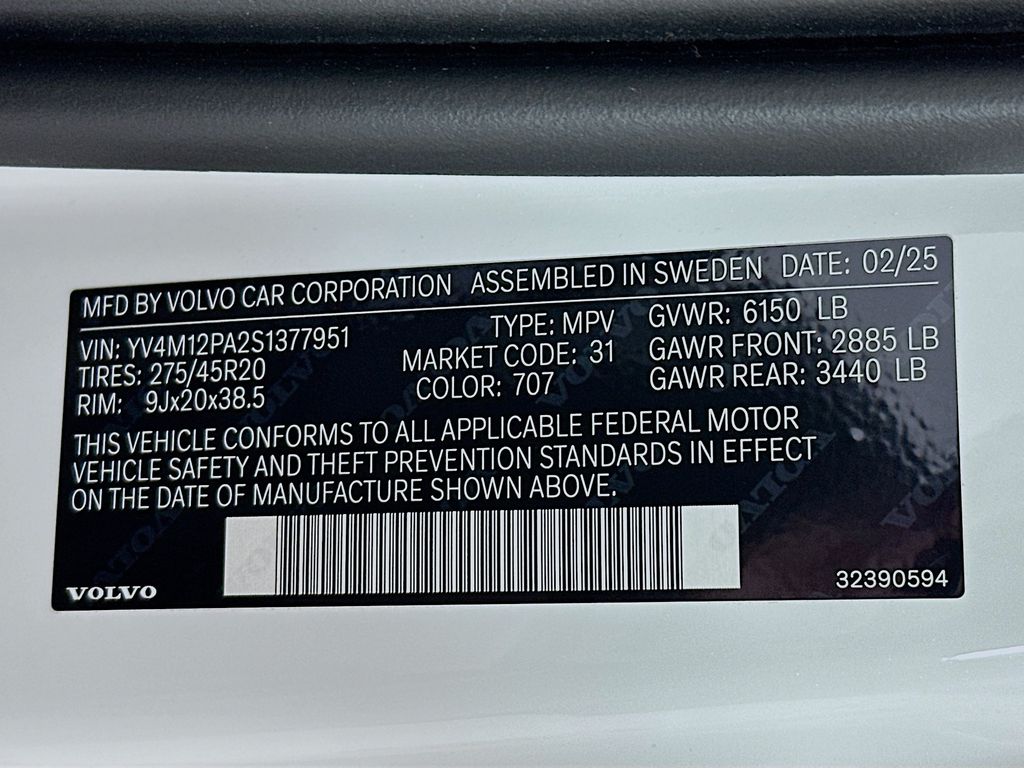 MFD BY VOLVO CAR CORPORATION ASSEMBLED IN SWEDEN DATE: 02/25
VIN: YV4M12PA2S1377951 TYPE: MPV GVWR: 6150 LB
TIRES: 275/45R20 MARKET CODE: 31 GAWR FRONT: 2885 LB
RIM: 9Jx20x38.5 COLOR: 707 GAWR REAR: 3440 LB
THIS VEHICLE CONFORMS TO ALL APPLICABLE FEDERAL MOTOR
VEHICLE SAFETY AND THEFT PREVENTION STANDARDS IN EFFECT
ON THE DATE OF MANUFACTURE SHOWN ABOVE.
VOLVO 32390594